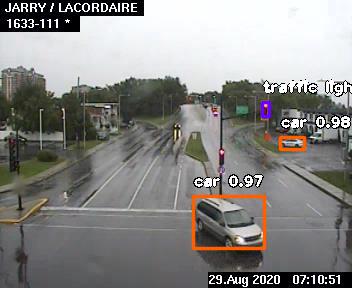 JARRY / LACORDAIRE
1633-111 *
traffic ligh
car 0.98
car 0.97
29.Aug 2020 07:10:51